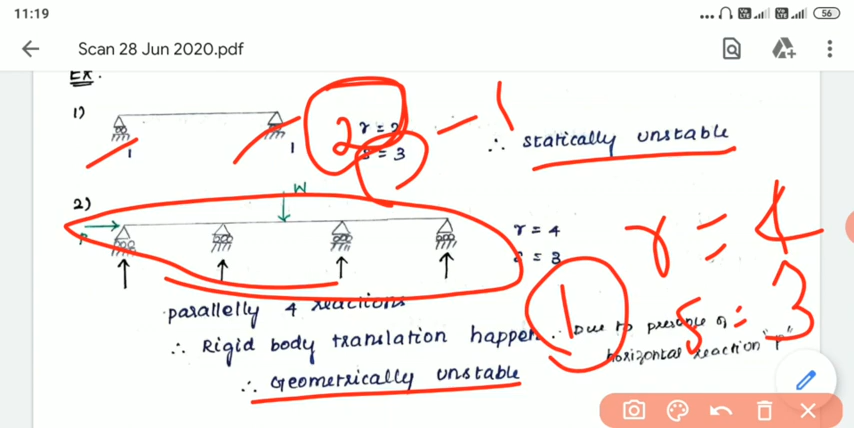 11:19
56
Scan 28 Jun 2020.pdf
EX.
1)
1
1
r = 2
s = 3
2
- 1
∴ statically unstable
2)
W
r = 4
s = 3
r = 4
s = 3
1
parallelly 4 reactions
∴ Rigid body translation happen ∴ Due to presence of
horizontal reaction "P"
∴ Geometrically unstable